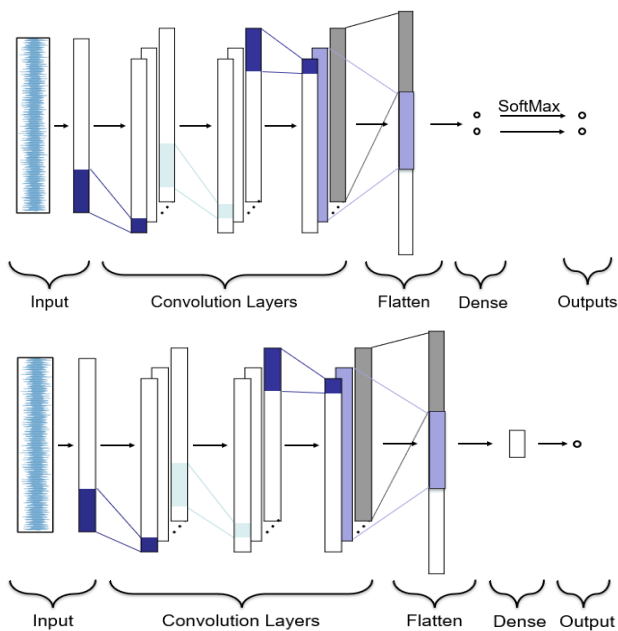 SoftMax
Input Convolution Layers Flatten Dense Outputs
Input Convolution Layers Flatten Dense Output